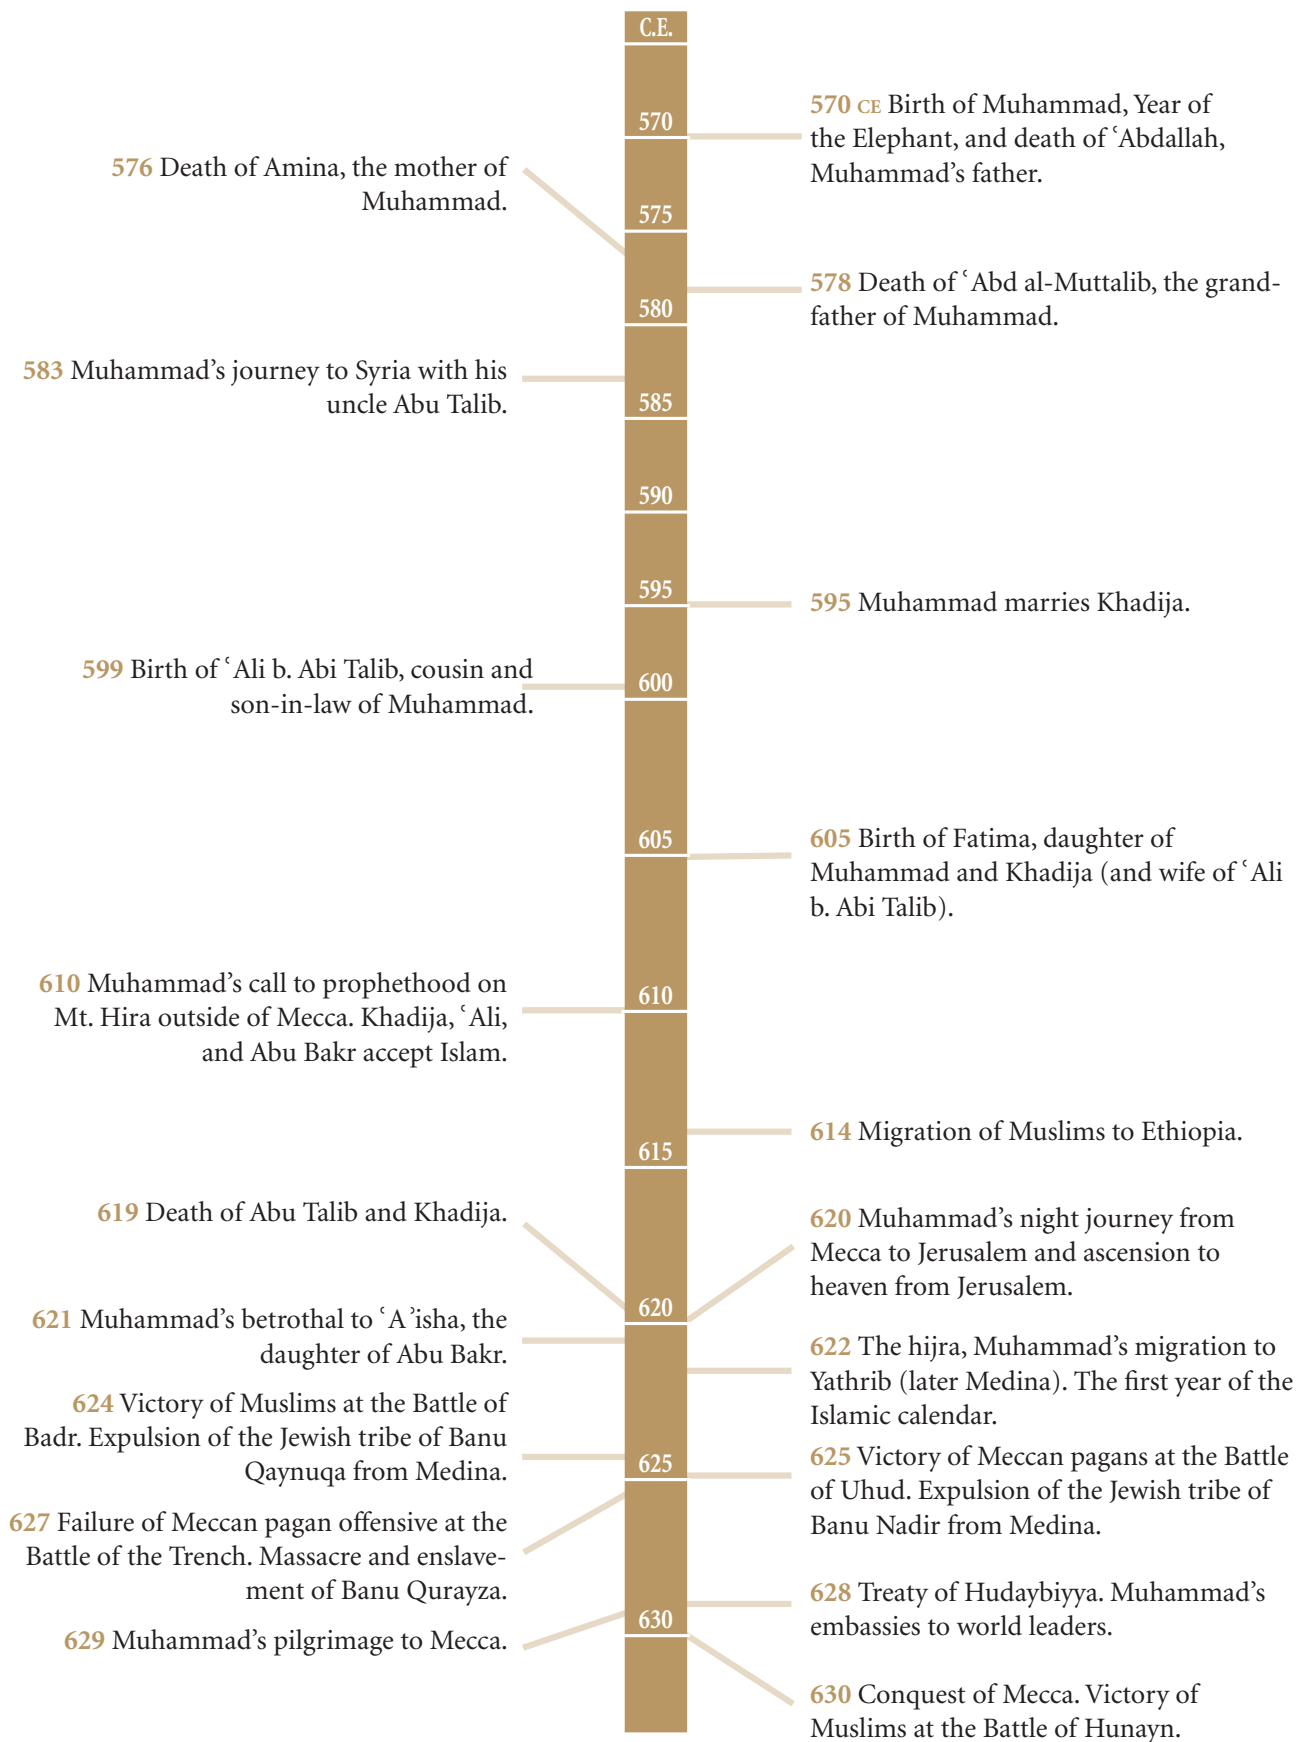 C.E.
570
570 CE Birth of Muhammad, Year of
the Elephant, and death of ʿAbdallah,
Muhammad’s father.
576 Death of Amina, the mother of
Muhammad.
575
578 Death of ʿAbd al-Muttalib, the grand-
father of Muhammad.
580
583 Muhammad’s journey to Syria with his
uncle Abu Talib.
585
590
595
595 Muhammad marries Khadija.
599 Birth of ʿAli b. Abi Talib, cousin and
son-in-law of Muhammad.
600
605
605 Birth of Fatima, daughter of
Muhammad and Khadija (and wife of ʿAli
b. Abi Talib).
610 Muhammad’s call to prophethood on
Mt. Hira outside of Mecca. Khadija, ʿAli,
and Abu Bakr accept Islam.
610
614 Migration of Muslims to Ethiopia.
615
619 Death of Abu Talib and Khadija.
620 Muhammad’s night journey from
Mecca to Jerusalem and ascension to
heaven from Jerusalem.
620
621 Muhammad’s betrothal to ʿAʾisha, the
daughter of Abu Bakr.
622 The hijra, Muhammad’s migration to
Yathrib (later Medina). The first year of the
Islamic calendar.
624 Victory of Muslims at the Battle of
Badr. Expulsion of the Jewish tribe of Banu
Qaynuqa from Medina.
625
625 Victory of Meccan pagans at the Battle
of Uhud. Expulsion of the Jewish tribe of
Banu Nadir from Medina.
627 Failure of Meccan pagan offensive at the
Battle of the Trench. Massacre and enslave-
ment of Banu Qurayza.
628 Treaty of Hudaybiyya. Muhammad’s
embassies to world leaders.
630
629 Muhammad’s pilgrimage to Mecca.
630 Conquest of Mecca. Victory of
Muslims at the Battle of Hunayn.